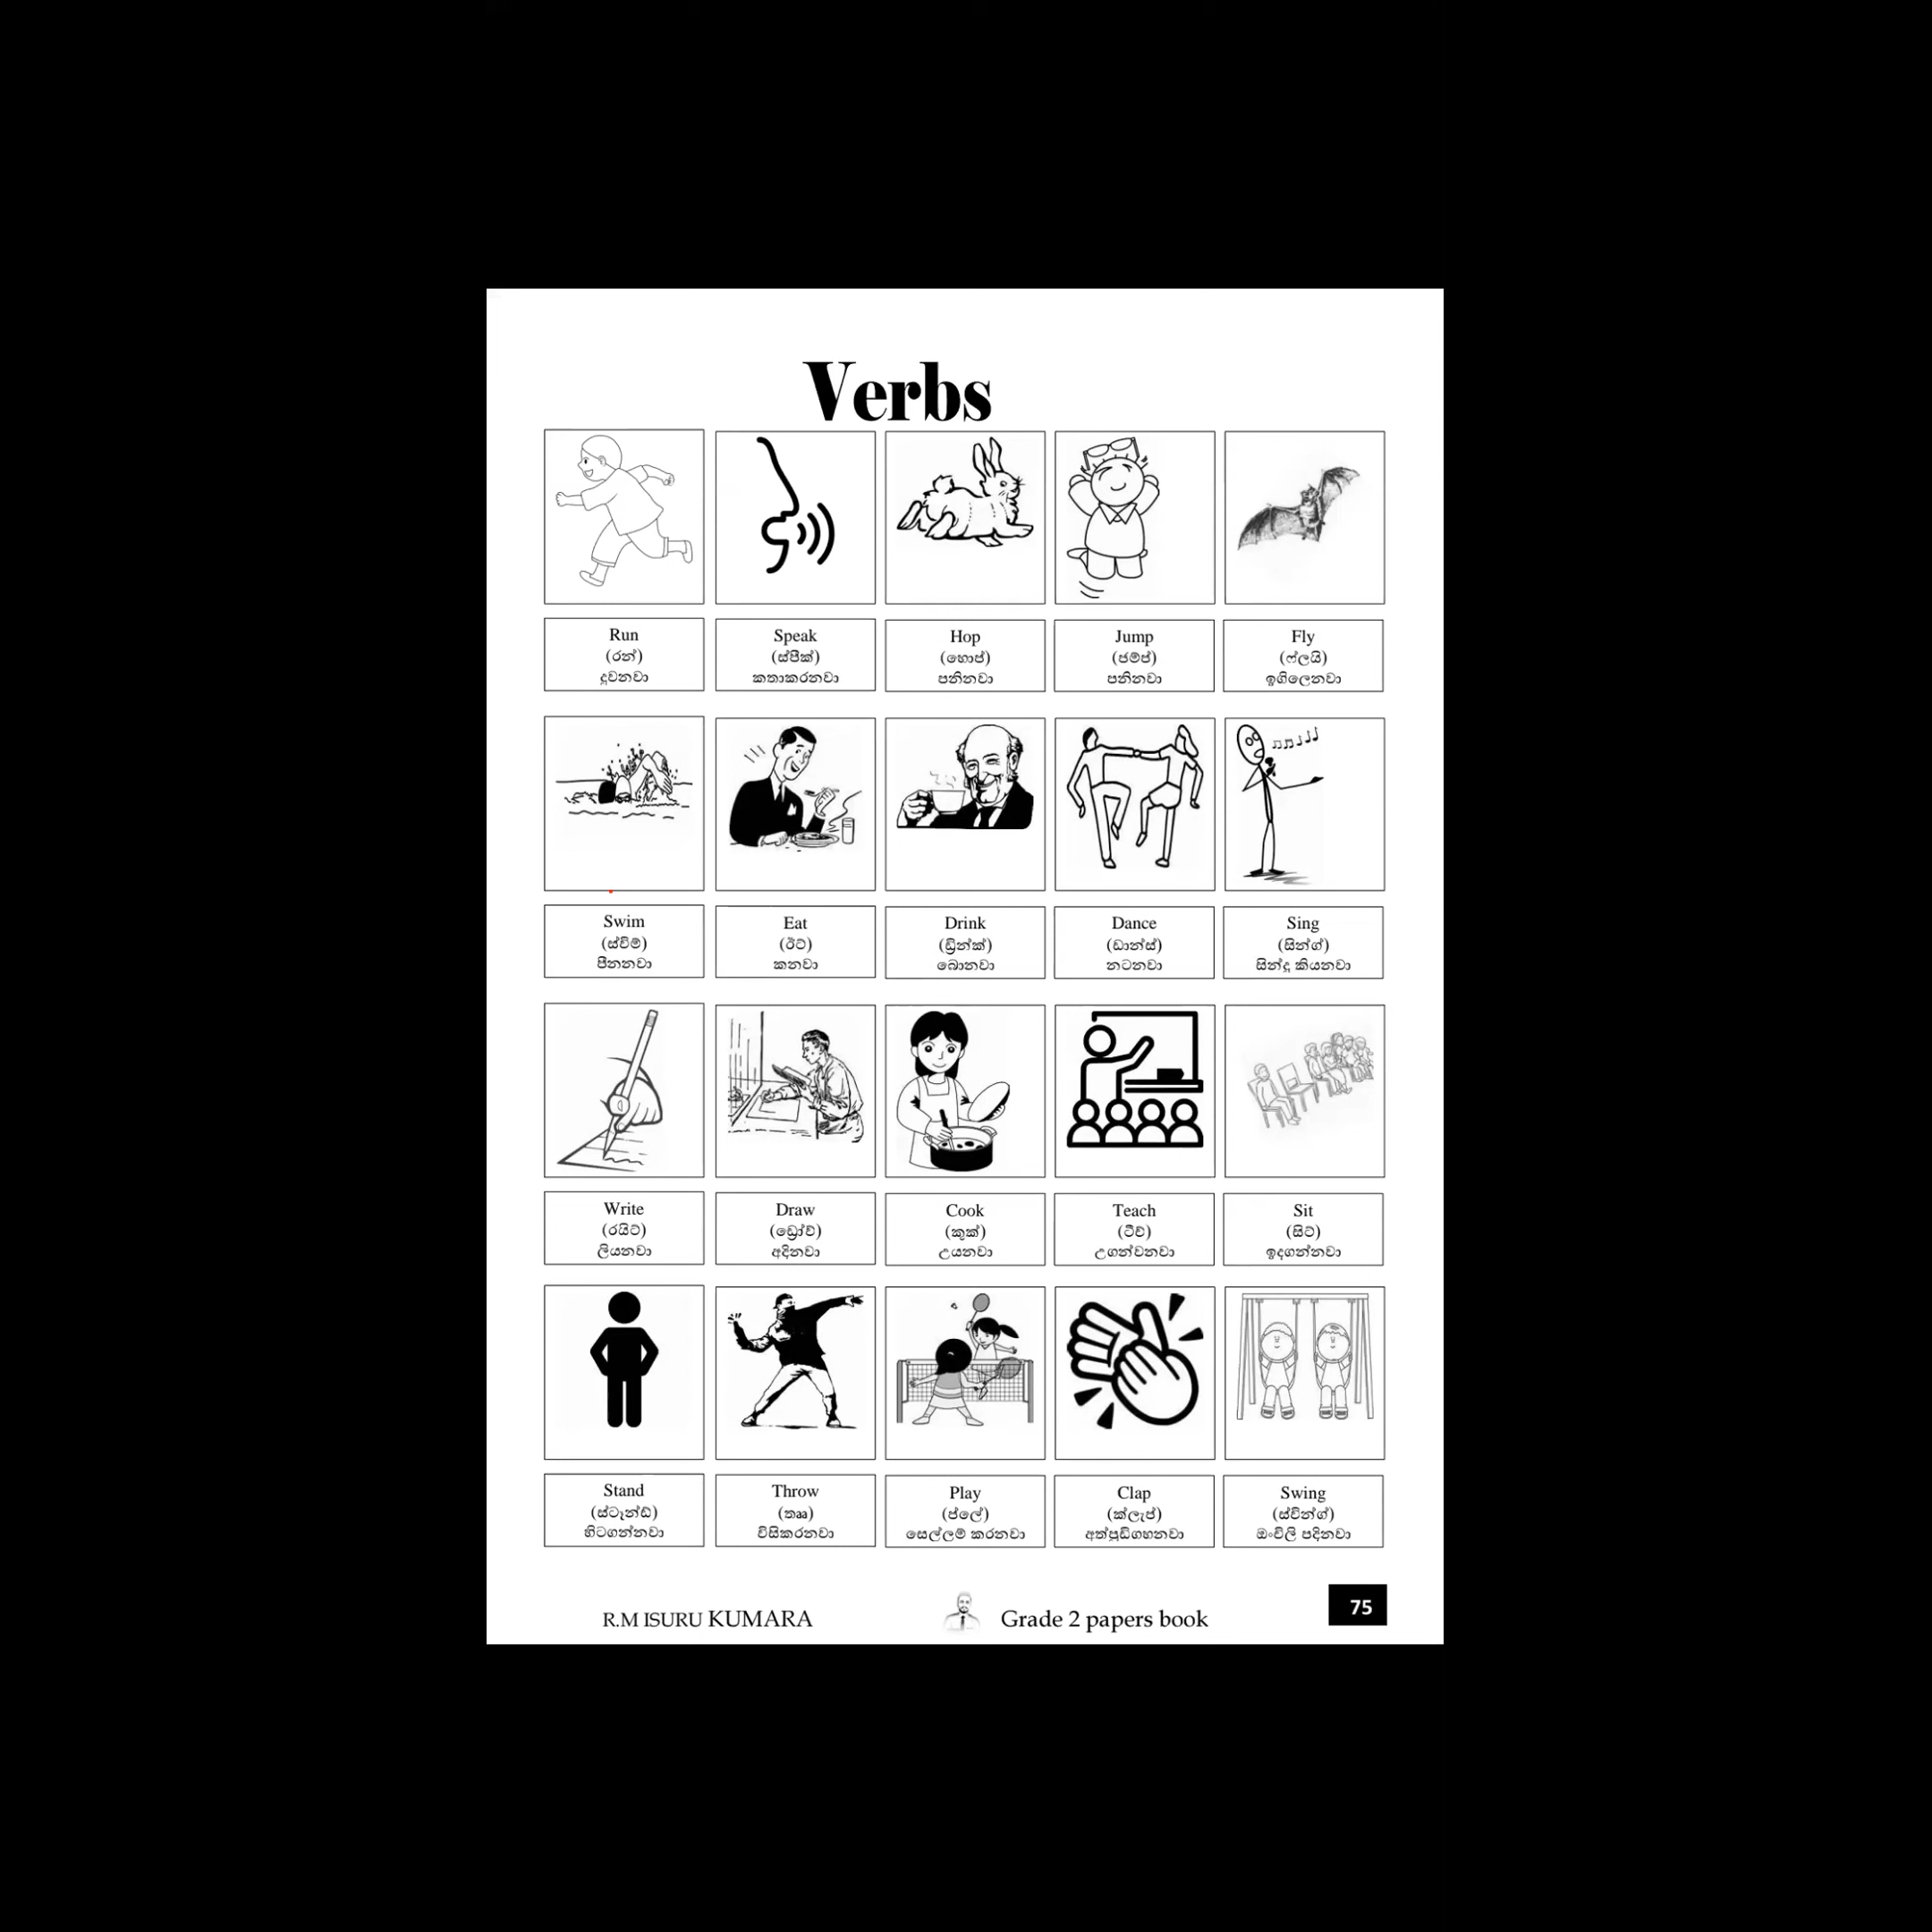 Verbs
Run
(රන්)
දුවනවා
Speak
(ස්පීක්)
කතාකරනවා
Hop
(හොප්)
පනිනවා
Jump
(ජම්ප්)
පනිනවා
Fly
(ෆ්ලයි)
ඉගිලෙනවා
Swim
(ස්විම්)
පීනනවා
Eat
(ඊට්)
කනවා
Drink
(ඩ්‍රින්ක්)
බොනවා
Dance
(ඩාන්ස්)
නටනවා
Sing
(සින්ග්)
සින්දු කියනවා
Write
(රයිට්)
ලියනවා
Draw
(ඩ්‍රෝව්)
අදිනවා
Cook
(කුක්)
උයනවා
Teach
(ටීච්)
උගන්වනවා
Sit
(සිට්)
ඉදගන්නවා
Stand
(ස්ටෑන්ඩ්)
හිටගන්නවා
Throw
(තෲ)
විසිකරනවා
Play
(ප්ලේ)
සෙල්ලම් කරනවා
Clap
(ක්ලැප්)
අත්පුඩිගහනවා
Swing
(ස්වින්ග්)
ඔංචිලි පදිනවා
R.M ISURU KUMARA
Grade 2 papers book
75